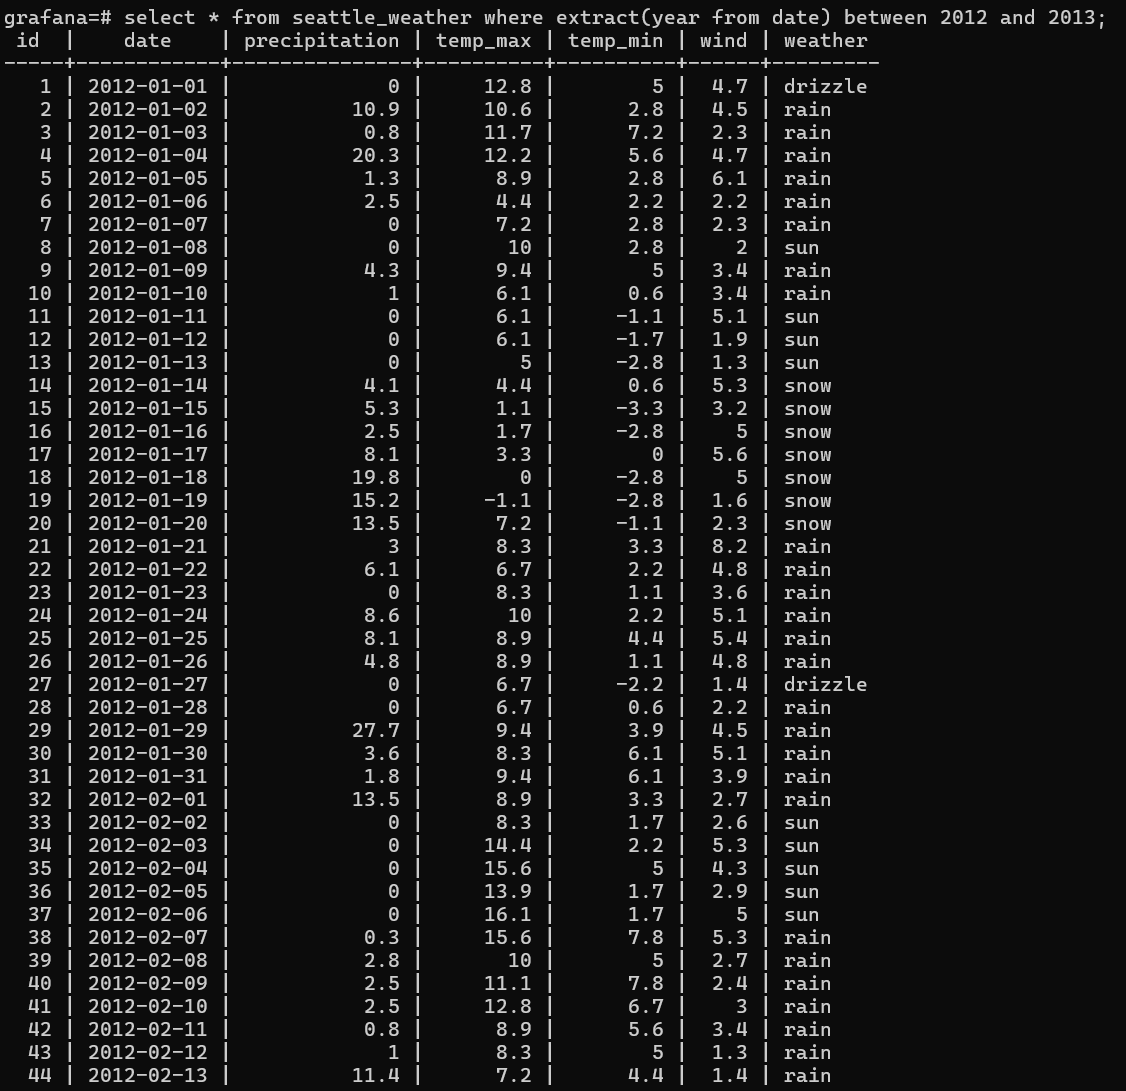 grafana=# select * from seattle_weather where extract(year from date) between 2012 and 2013;
 id  |    date    | precipitation | temp_max | temp_min | wind | weather
-----+------------+---------------+----------+----------+------+---------
   1 | 2012-01-01 |             0 |     12.8 |        5 |  4.7 | drizzle
   2 | 2012-01-02 |          10.9 |     10.6 |      2.8 |  4.5 | rain
   3 | 2012-01-03 |           0.8 |     11.7 |      7.2 |  2.3 | rain
   4 | 2012-01-04 |          20.3 |     12.2 |      5.6 |  4.7 | rain
   5 | 2012-01-05 |           1.3 |      8.9 |      2.8 |  6.1 | rain
   6 | 2012-01-06 |           2.5 |      4.4 |      2.2 |  2.2 | rain
   7 | 2012-01-07 |             0 |      7.2 |      2.8 |  2.3 | rain
   8 | 2012-01-08 |             0 |       10 |      2.8 |    2 | sun
   9 | 2012-01-09 |           4.3 |      9.4 |        5 |  3.4 | rain
  10 | 2012-01-10 |             1 |      6.1 |      0.6 |  3.4 | rain
  11 | 2012-01-11 |             0 |      6.1 |     -1.1 |  5.1 | sun
  12 | 2012-01-12 |             0 |      6.1 |     -1.7 |  1.9 | sun
  13 | 2012-01-13 |             0 |        5 |     -2.8 |  1.3 | sun
  14 | 2012-01-14 |           4.1 |      4.4 |      0.6 |  5.3 | snow
  15 | 2012-01-15 |           5.3 |      1.1 |     -3.3 |  3.2 | snow
  16 | 2012-01-16 |           2.5 |      1.7 |     -2.8 |    5 | snow
  17 | 2012-01-17 |           8.1 |      3.3 |        0 |  5.6 | snow
  18 | 2012-01-18 |          19.8 |        0 |     -2.8 |    5 | snow
  19 | 2012-01-19 |          15.2 |     -1.1 |     -2.8 |  1.6 | snow
  20 | 2012-01-20 |          13.5 |      7.2 |     -1.1 |  2.3 | snow
  21 | 2012-01-21 |             3 |      8.3 |      3.3 |  8.2 | rain
  22 | 2012-01-22 |           6.1 |      6.7 |      2.2 |  4.8 | rain
  23 | 2012-01-23 |             0 |      8.3 |      1.1 |  3.6 | rain
  24 | 2012-01-24 |           8.6 |       10 |      2.2 |  5.1 | rain
  25 | 2012-01-25 |           8.1 |      8.9 |      4.4 |  5.4 | rain
  26 | 2012-01-26 |           4.8 |      8.9 |      1.1 |  4.8 | rain
  27 | 2012-01-27 |             0 |      6.7 |     -2.2 |  1.4 | drizzle
  28 | 2012-01-28 |             0 |      6.7 |      0.6 |  2.2 | rain
  29 | 2012-01-29 |          27.7 |      9.4 |      3.9 |  4.5 | rain
  30 | 2012-01-30 |           3.6 |      8.3 |      6.1 |  5.1 | rain
  31 | 2012-01-31 |           1.8 |      9.4 |      6.1 |  3.9 | rain
  32 | 2012-02-01 |          13.5 |      8.9 |      3.3 |  2.7 | rain
  33 | 2012-02-02 |             0 |      8.3 |      1.7 |  2.6 | sun
  34 | 2012-02-03 |             0 |     14.4 |      2.2 |  5.3 | sun
  35 | 2012-02-04 |             0 |     15.6 |        5 |  4.3 | sun
  36 | 2012-02-05 |             0 |     13.9 |      1.7 |  2.9 | sun
  37 | 2012-02-06 |             0 |     16.1 |      1.7 |    5 | sun
  38 | 2012-02-07 |           0.3 |     15.6 |      7.8 |  5.3 | rain
  39 | 2012-02-08 |           2.8 |       10 |        5 |  2.7 | rain
  40 | 2012-02-09 |           2.5 |     11.1 |      7.8 |  2.4 | rain
  41 | 2012-02-10 |           2.5 |     12.8 |      6.7 |    3 | rain
  42 | 2012-02-11 |           0.8 |      8.9 |      5.6 |  3.4 | rain
  43 | 2012-02-12 |             1 |      8.3 |        5 |  1.3 | rain
  44 | 2012-02-13 |          11.4 |      7.2 |      4.4 |  1.4 | rain